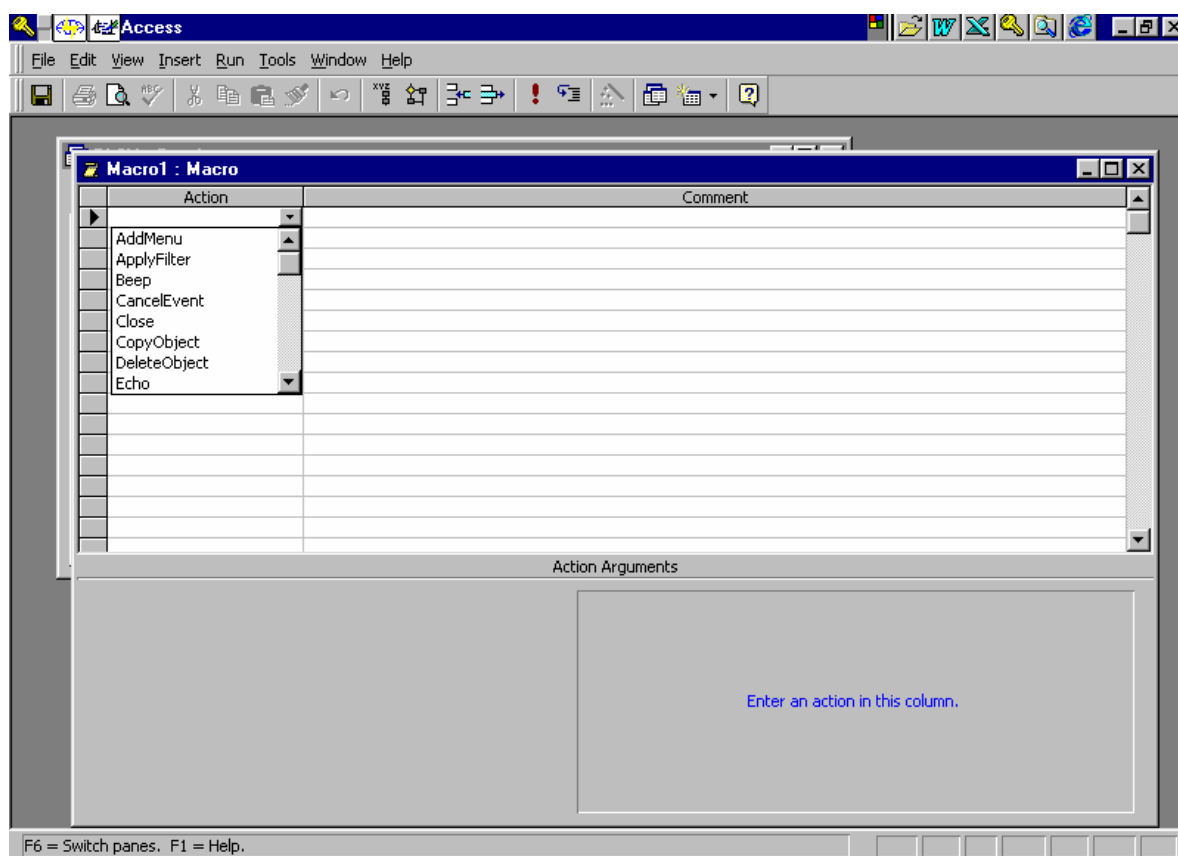 Access
File Edit View Insert Run Tools Window Help
Macro1 : Macro
Action Comment
AddMenu
ApplyFilter
Beep
CancelEvent
Close
CopyObject
DeleteObject
Echo
Action Arguments
Enter an action in this column.
F6 = Switch panes. F1 = Help.